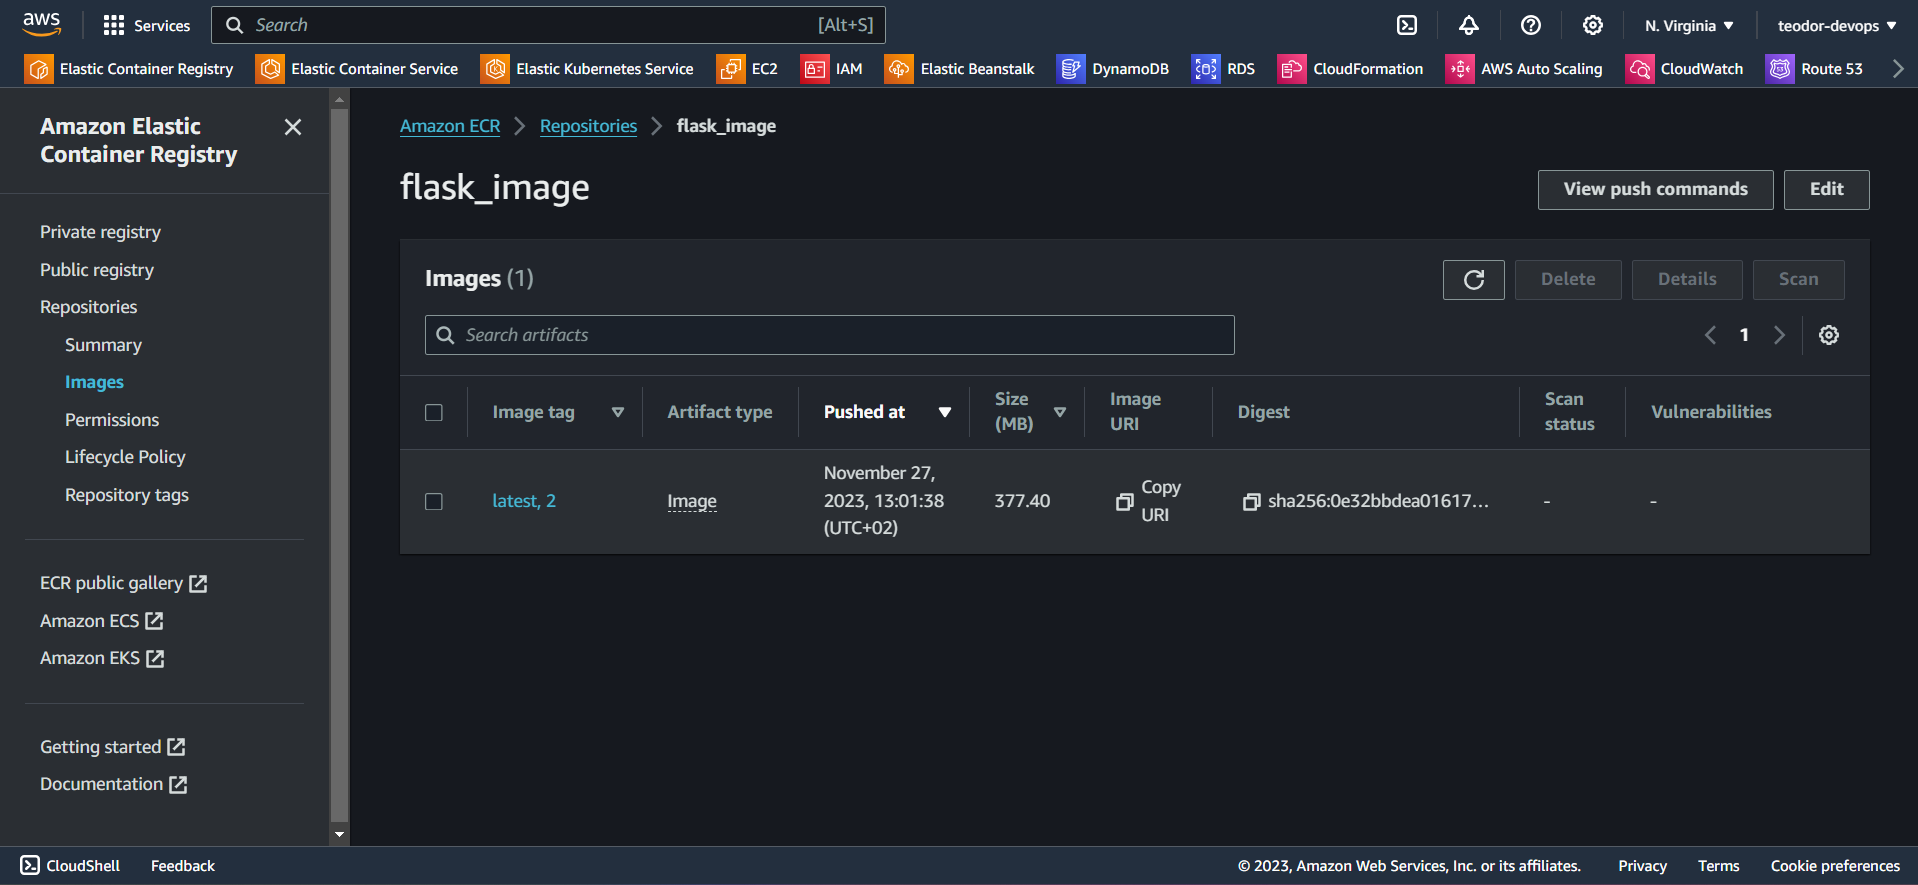 aws
Services
Search
[Alt+S]
N. Virginia
teodor-devops
Elastic Container Registry
Elastic Container Service
Elastic Kubernetes Service
EC2
IAM
Elastic Beanstalk
DynamoDB
RDS
CloudFormation
AWS Auto Scaling
CloudWatch
Route 53
Amazon Elastic
Container Registry
Private registry
Public registry
Repositories
Summary
Images
Permissions
Lifecycle Policy
Repository tags
ECR public gallery
Amazon ECS
Amazon EKS
Getting started
Documentation
Amazon ECR
Repositories
flask_image
flask_image
View push commands
Edit
Images (1)
Delete
Details
Scan
Search artifacts
1
Image tag
Artifact type
Pushed at
Size
(MB)
Image
URI
Digest
Scan
status
Vulnerabilities
latest, 2
Image
November 27,
2023, 13:01:38
(UTC+02)
377.40
Copy
URI
sha256:0e32bbdea01617...
-
-
CloudShell
Feedback
© 2023, Amazon Web Services, Inc. or its affiliates.
Privacy
Terms
Cookie preferences